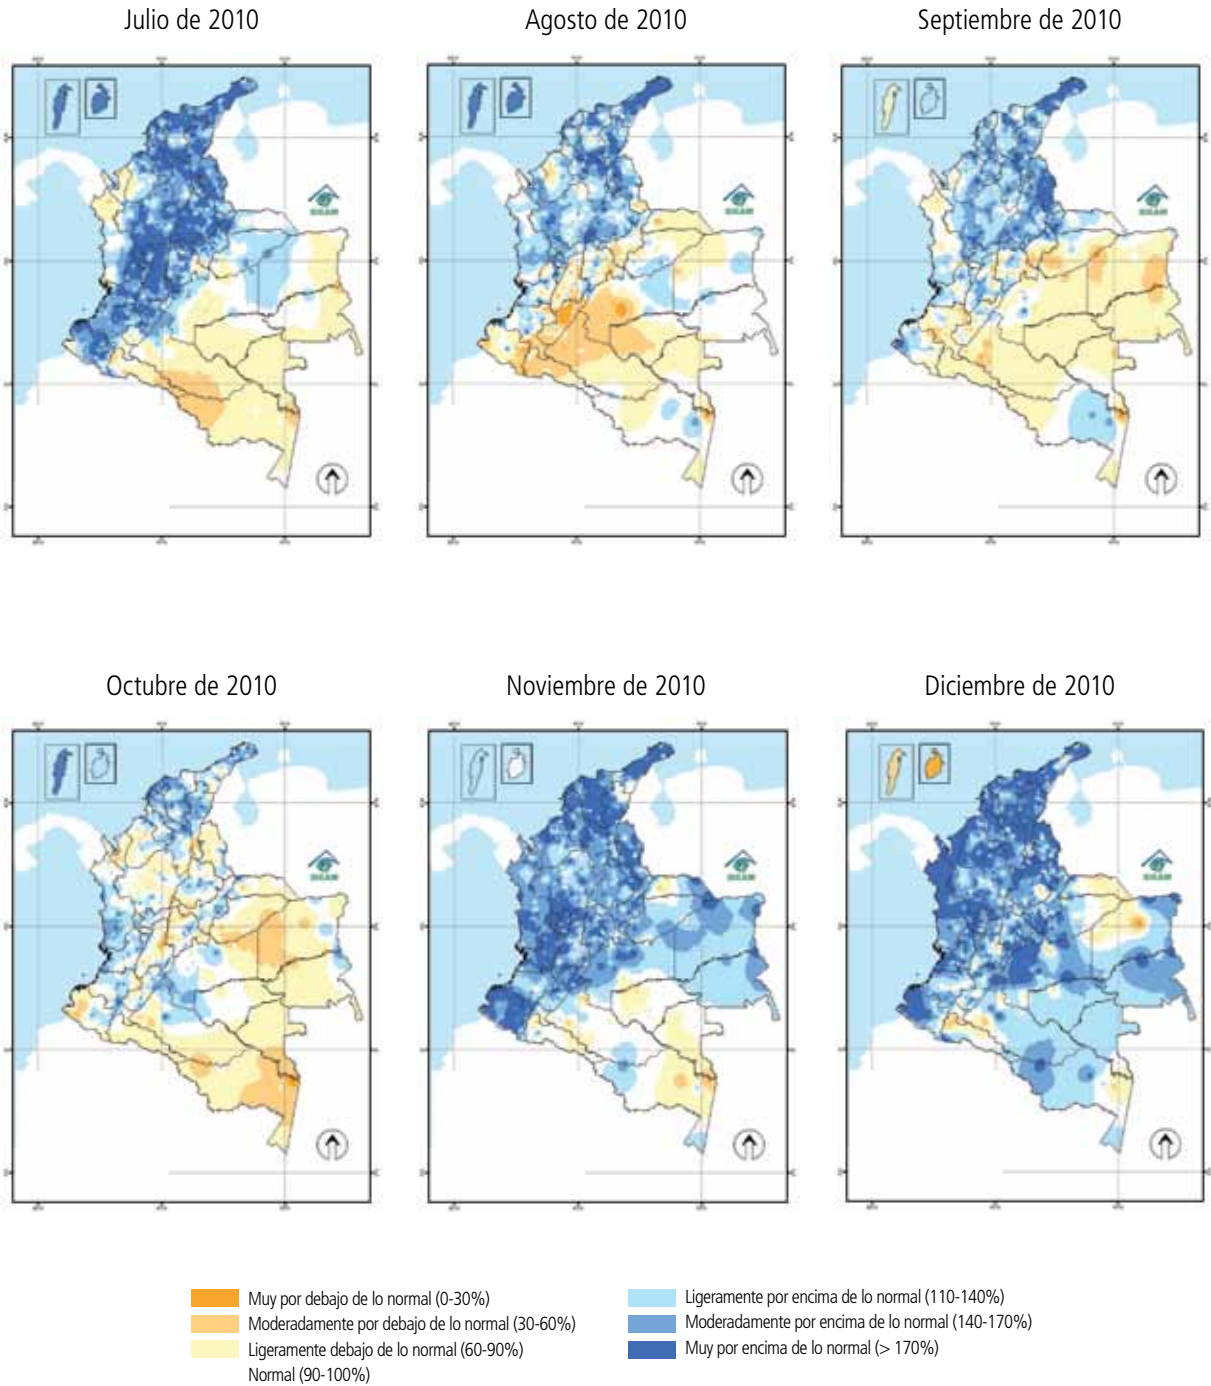 Julio de 2010
Agosto de 2010
Septiembre de 2010
Octubre de 2010
Noviembre de 2010
Diciembre de 2010
Muy por debajo de lo normal (0-30%)
Moderadamente por debajo de lo normal (30-60%)
Ligeramente debajo de lo normal (60-90%)
Normal (90-100%)
Ligeramente por encima de lo normal (110-140%)
Moderadamente por encima de lo normal (140-170%)
Muy por encima de lo normal (> 170%)